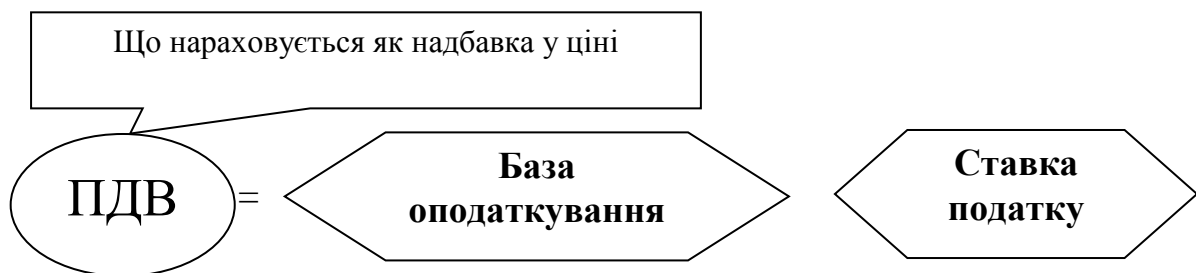 Що нараховується як надбавка у ціні
ПДВ = База оподаткування Ставка податку